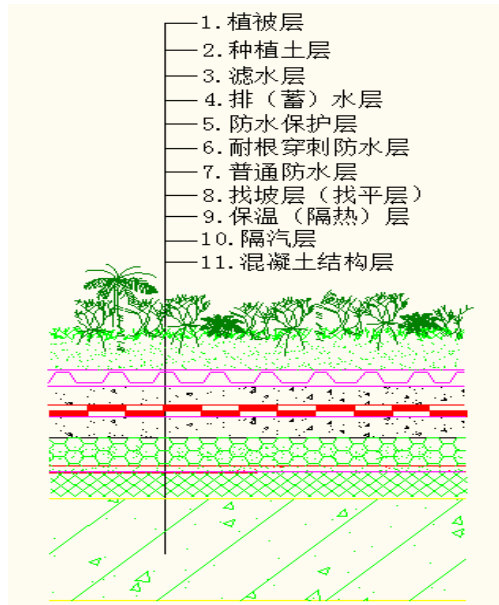 1.植被层
2.种植土层
3.滤水层
4.排（蓄）水层
5.防水保护层
6.耐根穿刺防水层
7.普通防水层
8.找坡层（找平层）
9.保温（隔热）层
10.隔汽层
11.混凝土结构层